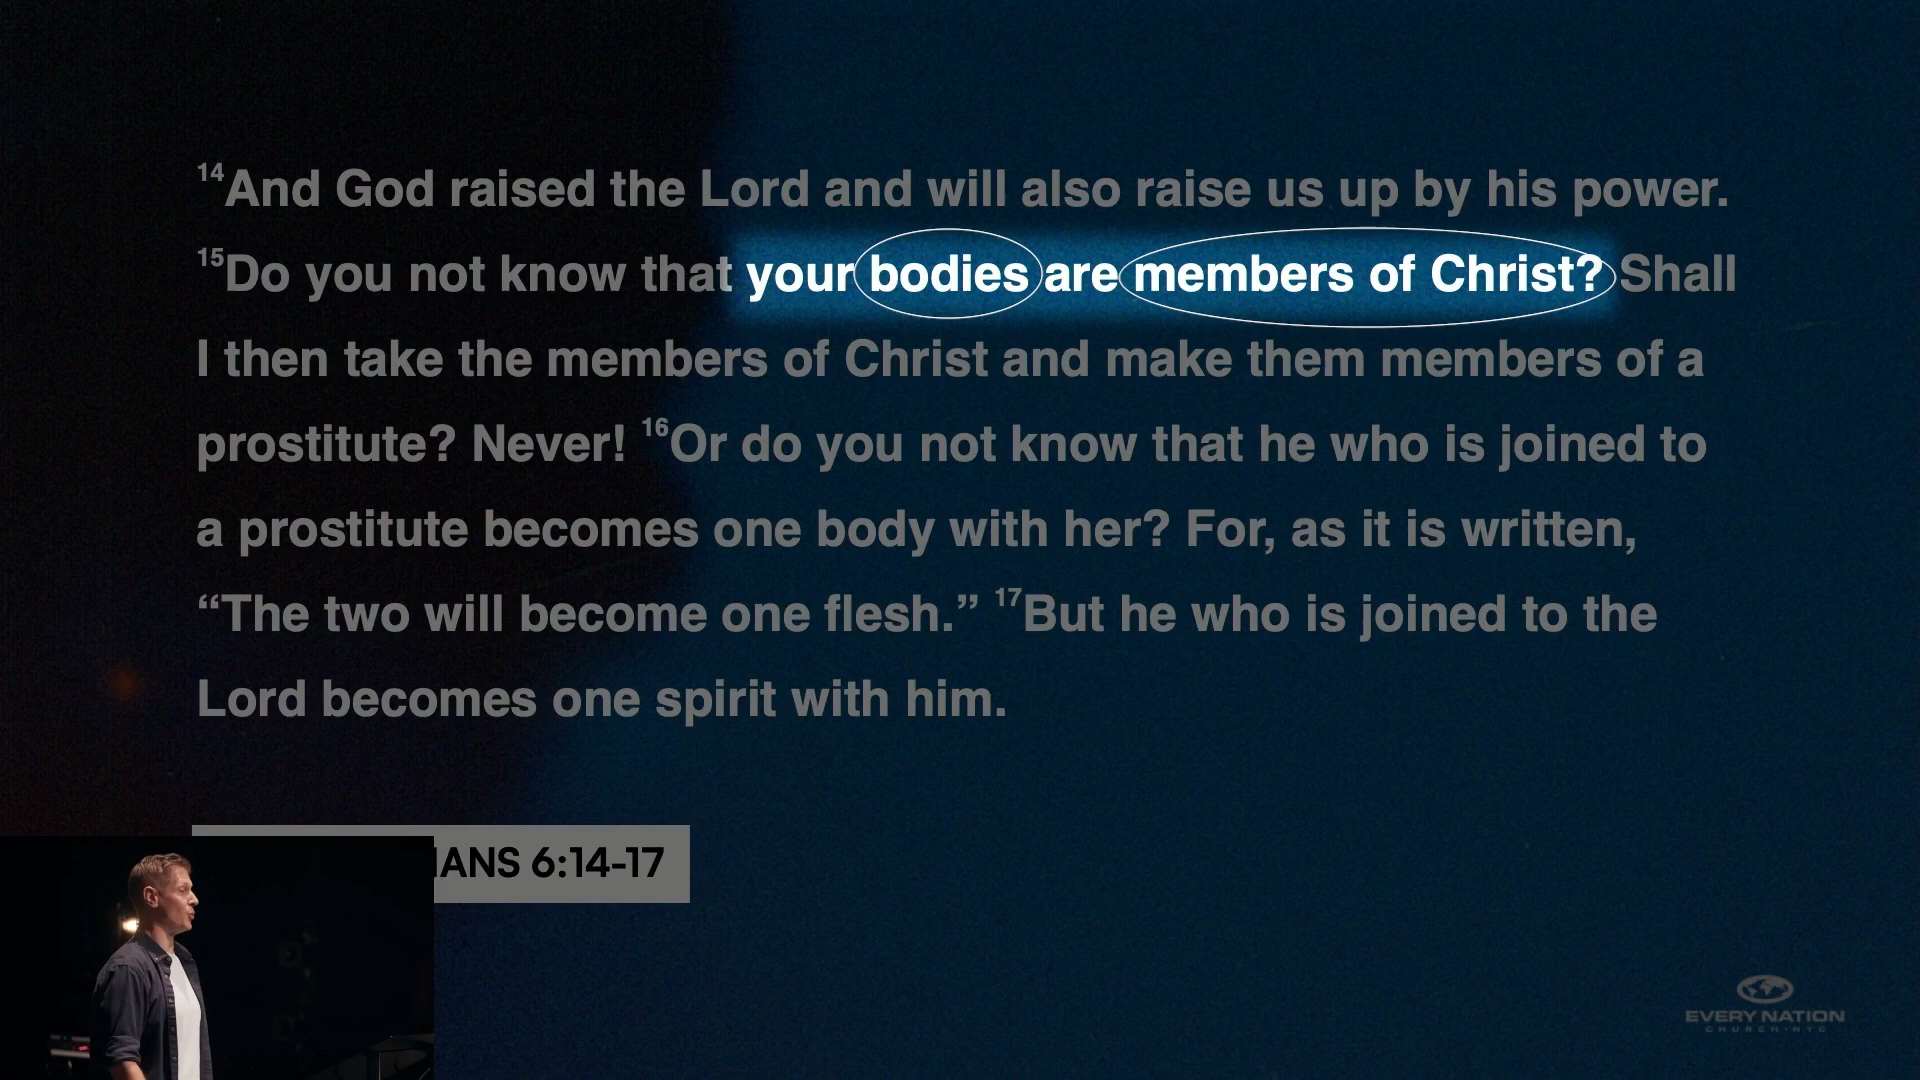 ¹⁴And God raised the Lord and will also raise us up by his power.
¹⁵Do you not know that your bodies are members of Christ? Shall
I then take the members of Christ and make them members of a
prostitute? Never! ¹⁶Or do you not know that he who is joined to
a prostitute becomes one body with her? For, as it is written,
“The two will become one flesh.” ¹⁷But he who is joined to the
Lord becomes one spirit with him.
IANS 6:14-17
EVERY NATION
CHURCH·NYC